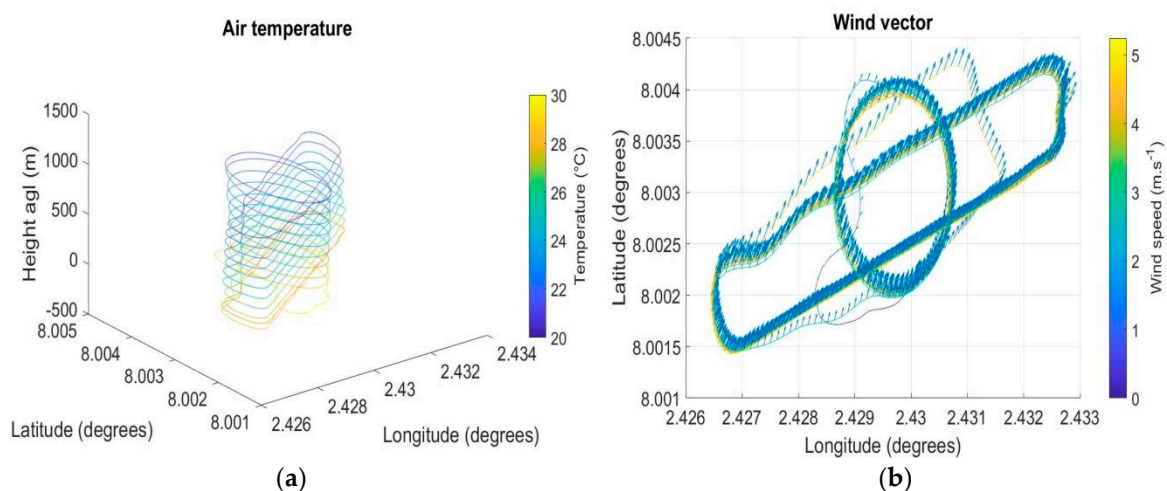 Air temperature
1500
1000
500
0
-500
Height agl (m)
8.005
8.004
8.003
8.002
8.001
Latitude (degrees)
2.426
2.428
2.43
2.432
2.434
Longitude (degrees)
30
28
26
24
22
20
Temperature (°C)
(a)
Wind vector
8.0045
8.004
8.0035
8.003
8.0025
8.002
8.0015
8.001
Latitude (degrees)
2.426 2.427 2.428 2.429 2.43 2.431 2.432 2.433
Longitude (degrees)
5
4
3
2
1
0
Wind speed (m.s⁻¹)
(b)